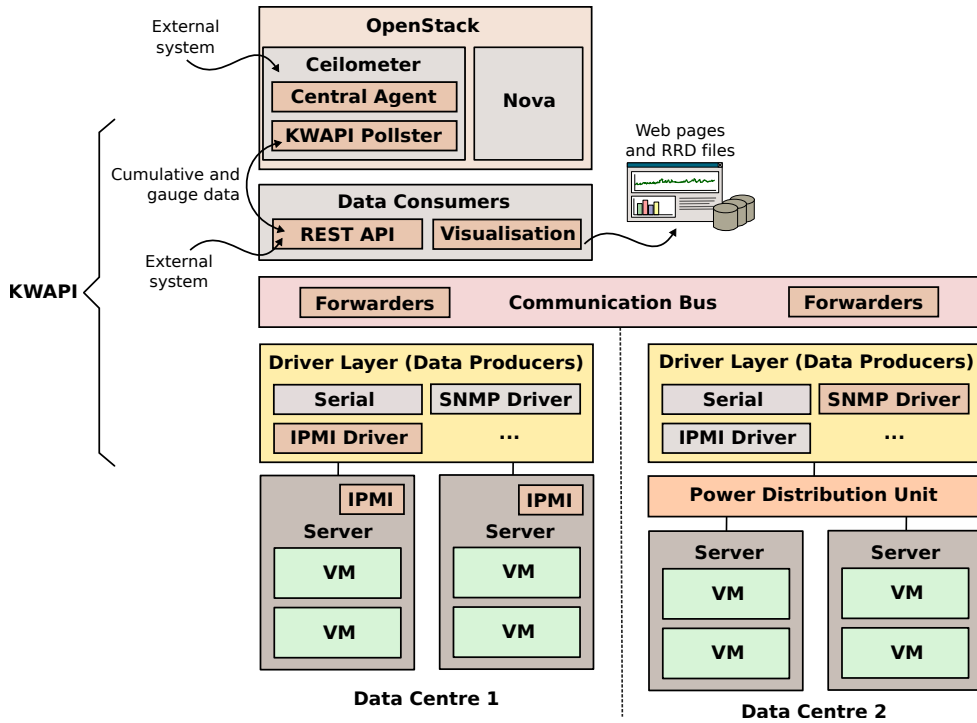 External
system
OpenStack
Ceilometer
Central Agent
KWAPI Pollster
Nova
Web pages
and RRD files
Cumulative and
gauge data
Data Consumers
REST API
Visualisation
External
system
KWAPI
Forwarders
Communication Bus
Forwarders
Driver Layer (Data Producers)
Serial
SNMP Driver
IPMI Driver
...
Driver Layer (Data Producers)
Serial
SNMP Driver
IPMI Driver
...
IPMI
Server
VM
VM
IPMI
Server
VM
VM
Power Distribution Unit
Server
VM
VM
Server
VM
VM
Data Centre 1
Data Centre 2